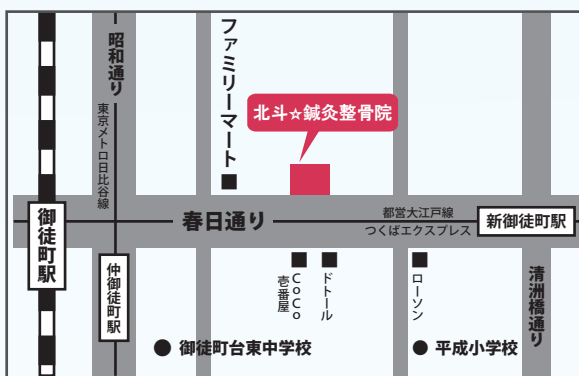 昭和通り
東京メトロ日比谷線
ファミリーマート
北斗☆鍼灸整骨院
御徒町駅
春日通り
都営大江戸線
つくばエクスプレス
新御徒町駅
仲御徒町駅
CoCo
壱番屋
ドトール
ローソン
清洲橋通り
御徒町台東中学校
平成小学校